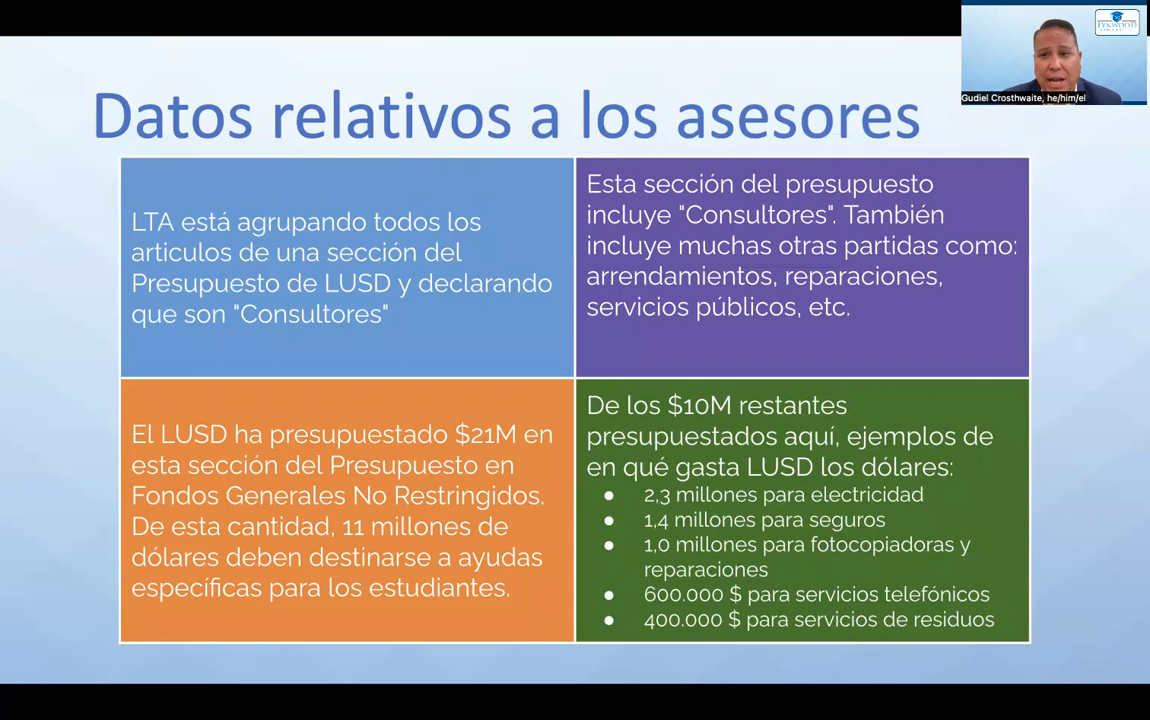 LYNWOOD
Gudiel Crosthwaite, he/him/el
Datos relativos a los asesores
LTA está agrupando todos los
articulos de una sección del
Presupuesto de LUSD y declarando
que son "Consultores"
Esta sección del presupuesto
incluye "Consultores". También
incluye muchas otras partidas como:
arrendamientos, reparaciones,
servicios públicos, etc.
El LUSD ha presupuestado $21M en
esta sección del Presupuesto en
Fondos Generales No Restringidos.
De esta cantidad, 11 millones de
dólares deben destinarse a ayudas
específicas para los estudiantes.
De los $10M restantes
presupuestados aquí, ejemplos de
en qué gasta LUSD los dólares:
● 2,3 millones para electricidad
● 1,4 millones para seguros
● 1,0 millones para fotocopiadoras y
reparaciones
● 600.000 $ para servicios telefónicos
● 400.000 $ para servicios de residuos